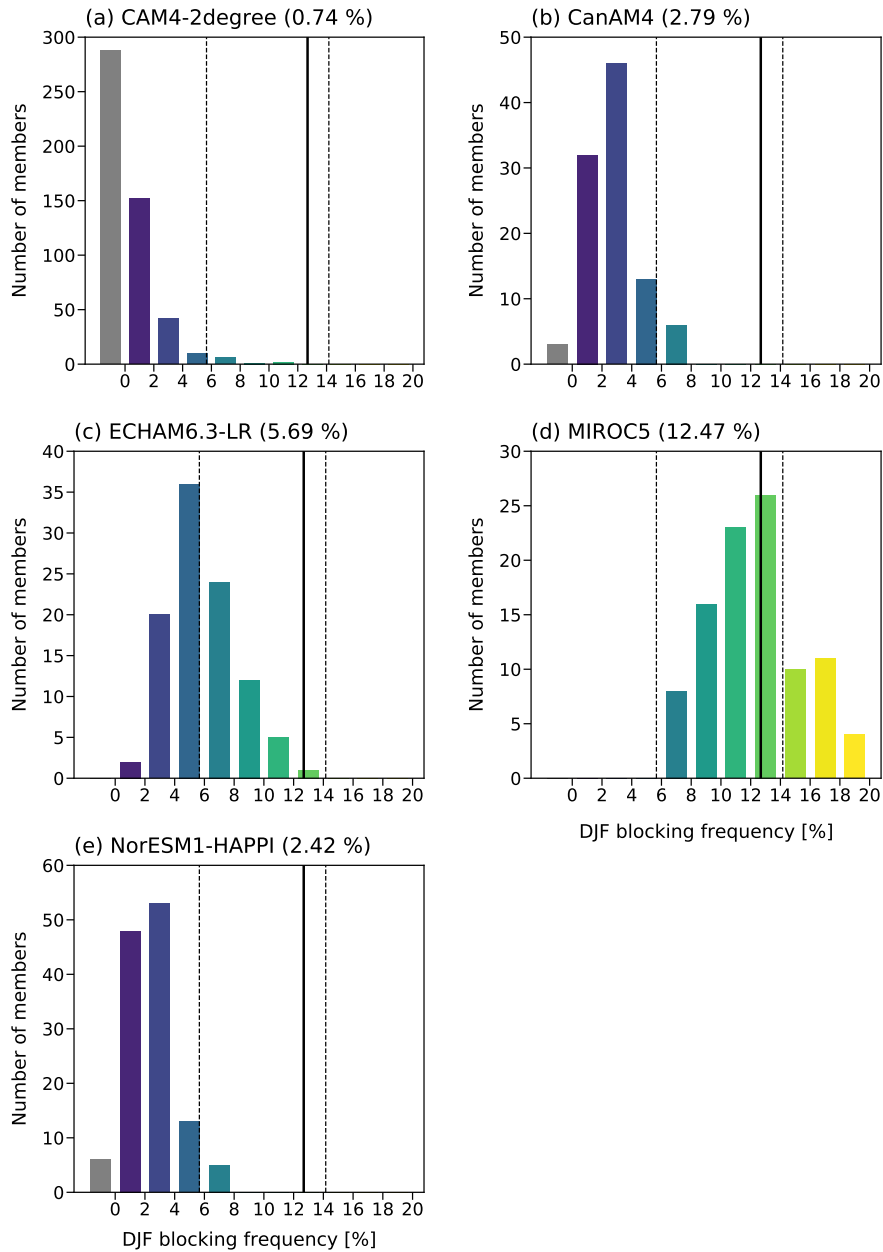 (a) CAM4-2degree (0.74 %)
300
250
200
150
100
50
0
Number of members
0 2 4 6 8 10 12 14 16 18 20
(b) CanAM4 (2.79 %)
50
40
30
20
10
0
Number of members
0 2 4 6 8 10 12 14 16 18 20
(c) ECHAM6.3-LR (5.69 %)
40
35
30
25
20
15
10
5
0
Number of members
0 2 4 6 8 10 12 14 16 18 20
(d) MIROC5 (12.47 %)
30
25
20
15
10
5
0
Number of members
0 2 4 6 8 10 12 14 16 18 20
DJF blocking frequency [%]
(e) NorESM1-HAPPI (2.42 %)
60
50
40
30
20
10
0
Number of members
0 2 4 6 8 10 12 14 16 18 20
DJF blocking frequency [%]